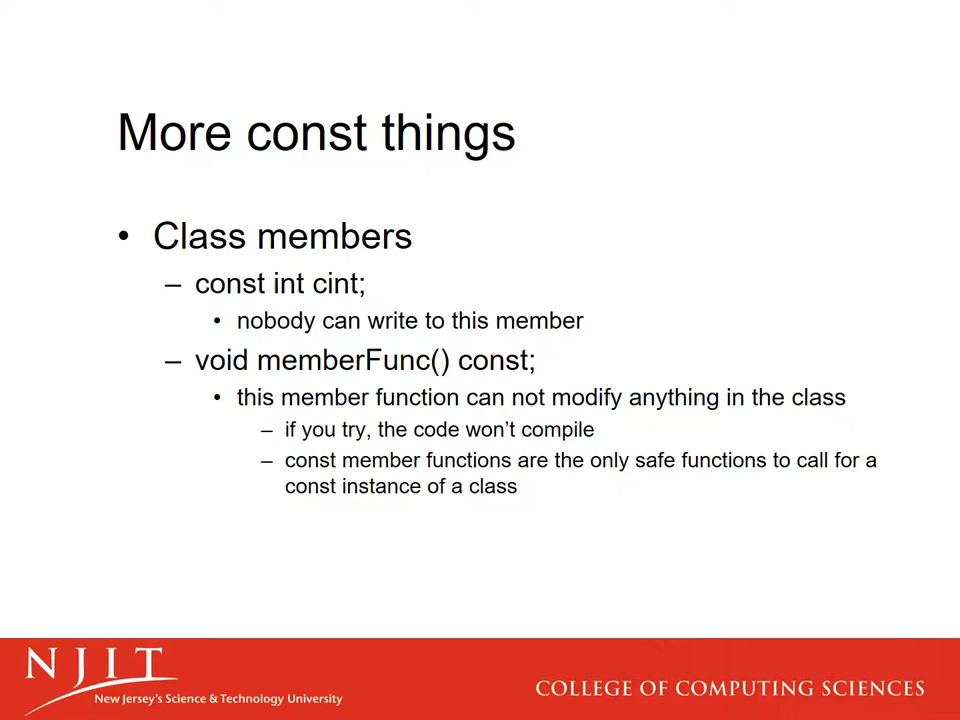 More const things
• Class members
– const int cint;
• nobody can write to this member
– void memberFunc() const;
• this member function can not modify anything in the class
– if you try, the code won’t compile
– const member functions are the only safe functions to call for a
const instance of a class
NJIT
New Jersey’s Science & Technology University
COLLEGE OF COMPUTING SCIENCES